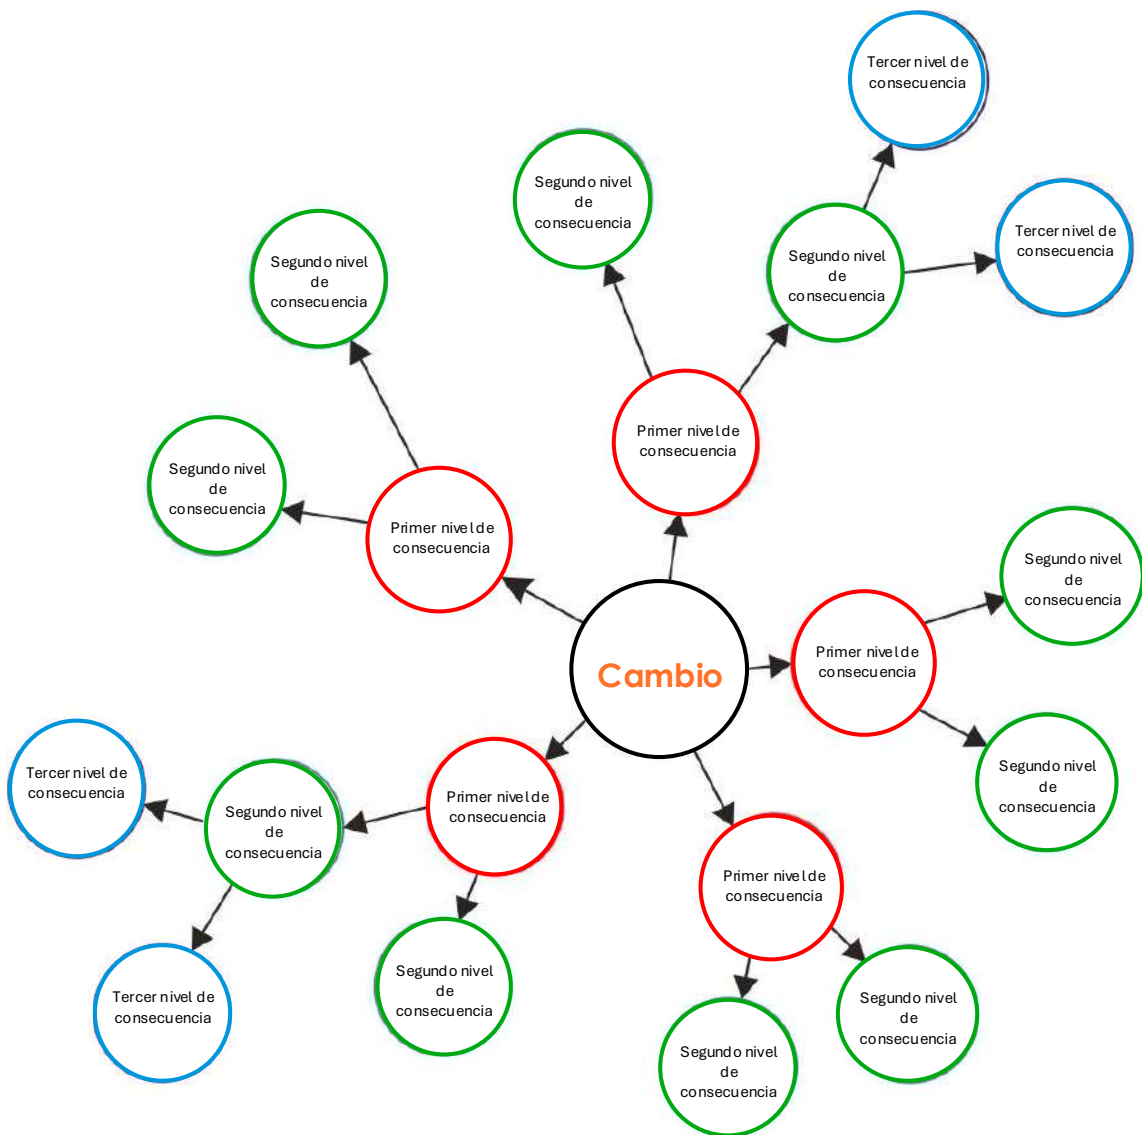 Tercer nivel de
consecuencia
Segundo nivel
de
consecuencia
Tercer nivel de
consecuencia
Segundo nivel
de
consecuencia
Segundo nivel
de
consecuencia
Primer nivel de
consecuencia
Segundo nivel
de
consecuencia
Primer nivel de
consecuencia
Segundo nivel
de
consecuencia
Primer nivel de
consecuencia
Cambio
Segundo nivel
de
consecuencia
Tercer nivel de
consecuencia
Segundo nivel
de
consecuencia
Primer nivel de
consecuencia
Primer nivel de
consecuencia
Tercer nivel de
consecuencia
Segundo nivel
de
consecuencia
Segundo nivel
de
consecuencia
Segundo nivel
de
consecuencia